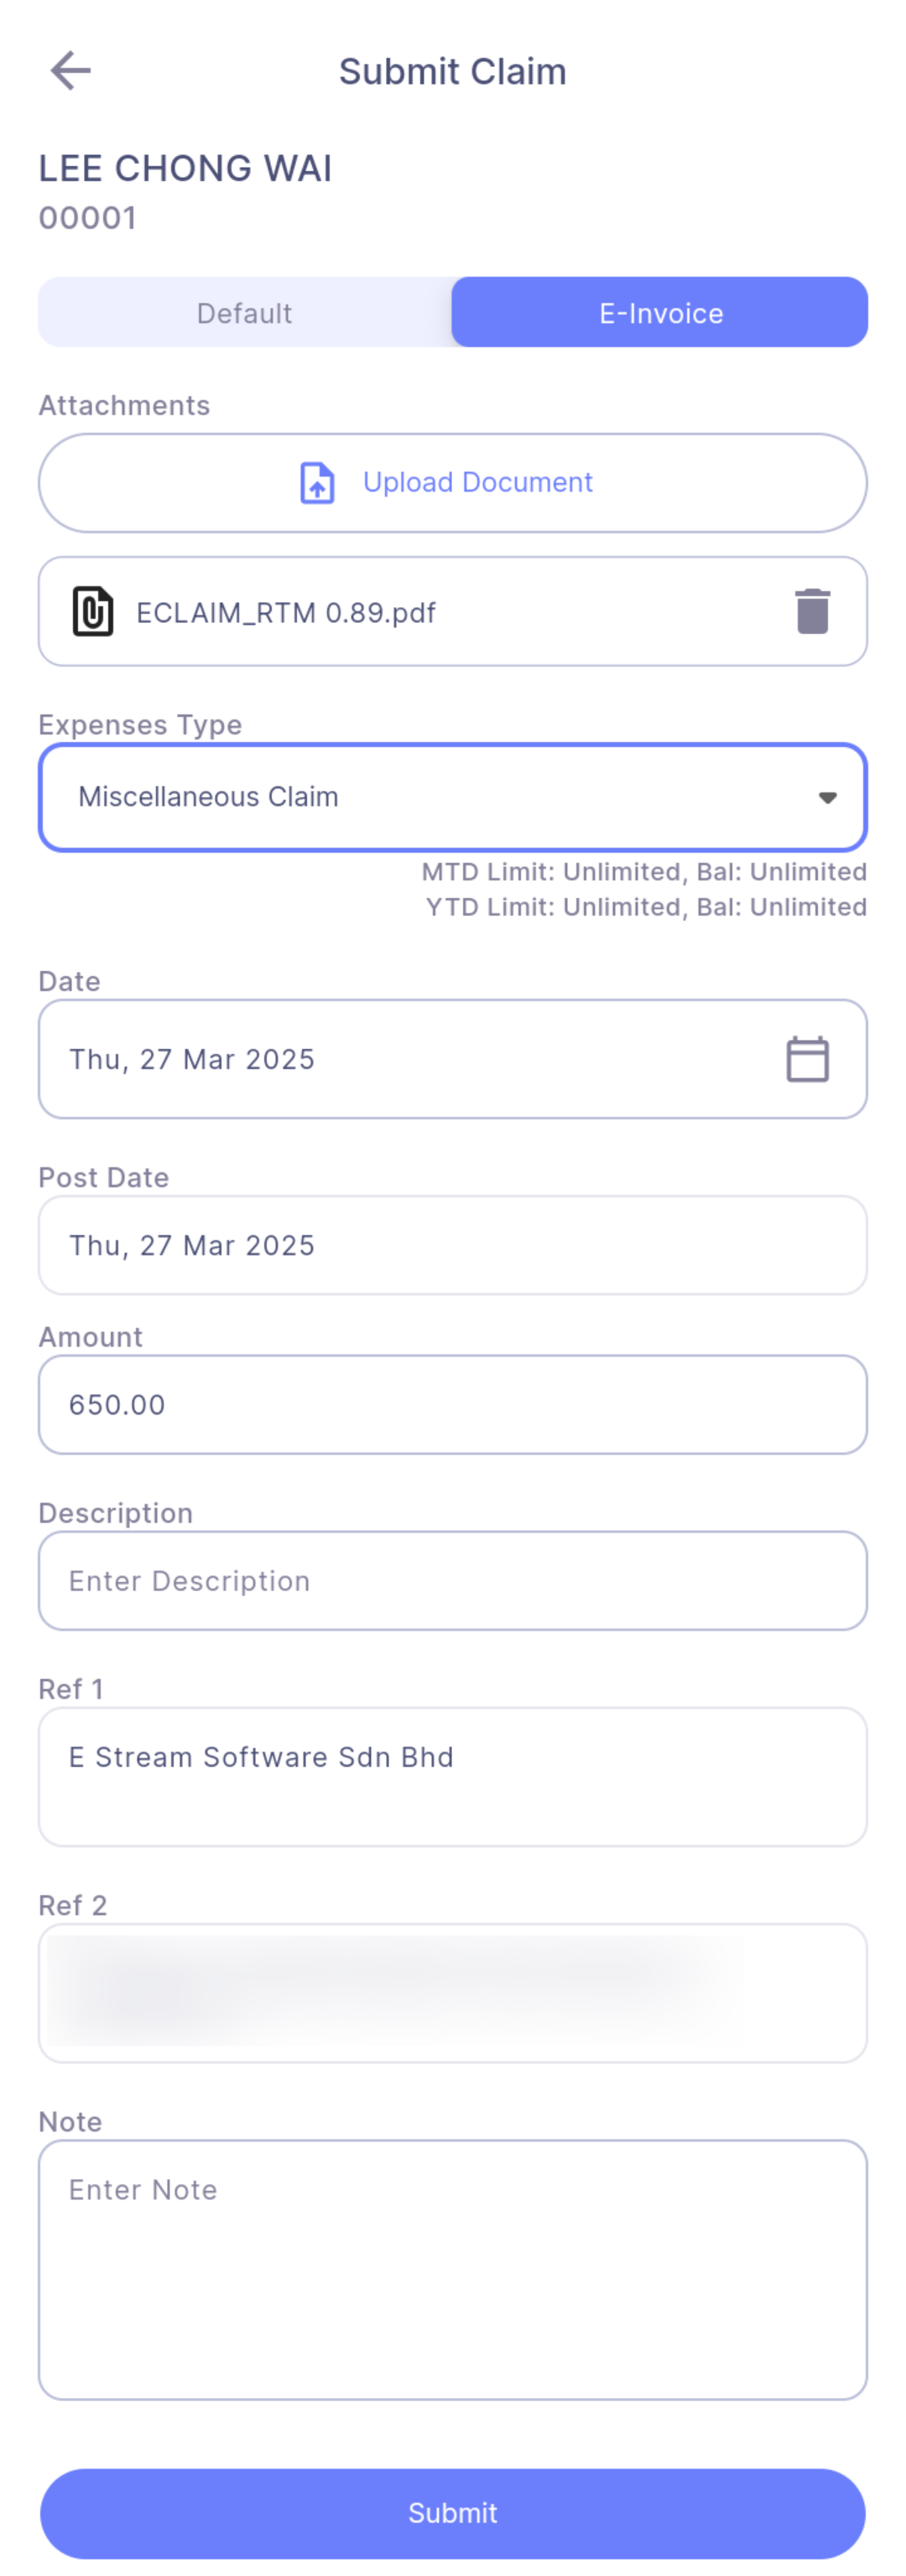 Submit Claim
LEE CHONG WAI
00001
Default
E-Invoice
Attachments
Upload Document
ECLAIM_RTM 0.89.pdf
Expenses Type
Miscellaneous Claim
MTD Limit: Unlimited, Bal: Unlimited
YTD Limit: Unlimited, Bal: Unlimited
Date
Thu, 27 Mar 2025
Post Date
Thu, 27 Mar 2025
Amount
650.00
Description
Enter Description
Ref 1
E Stream Software Sdn Bhd
Ref 2
Note
Enter Note
Submit